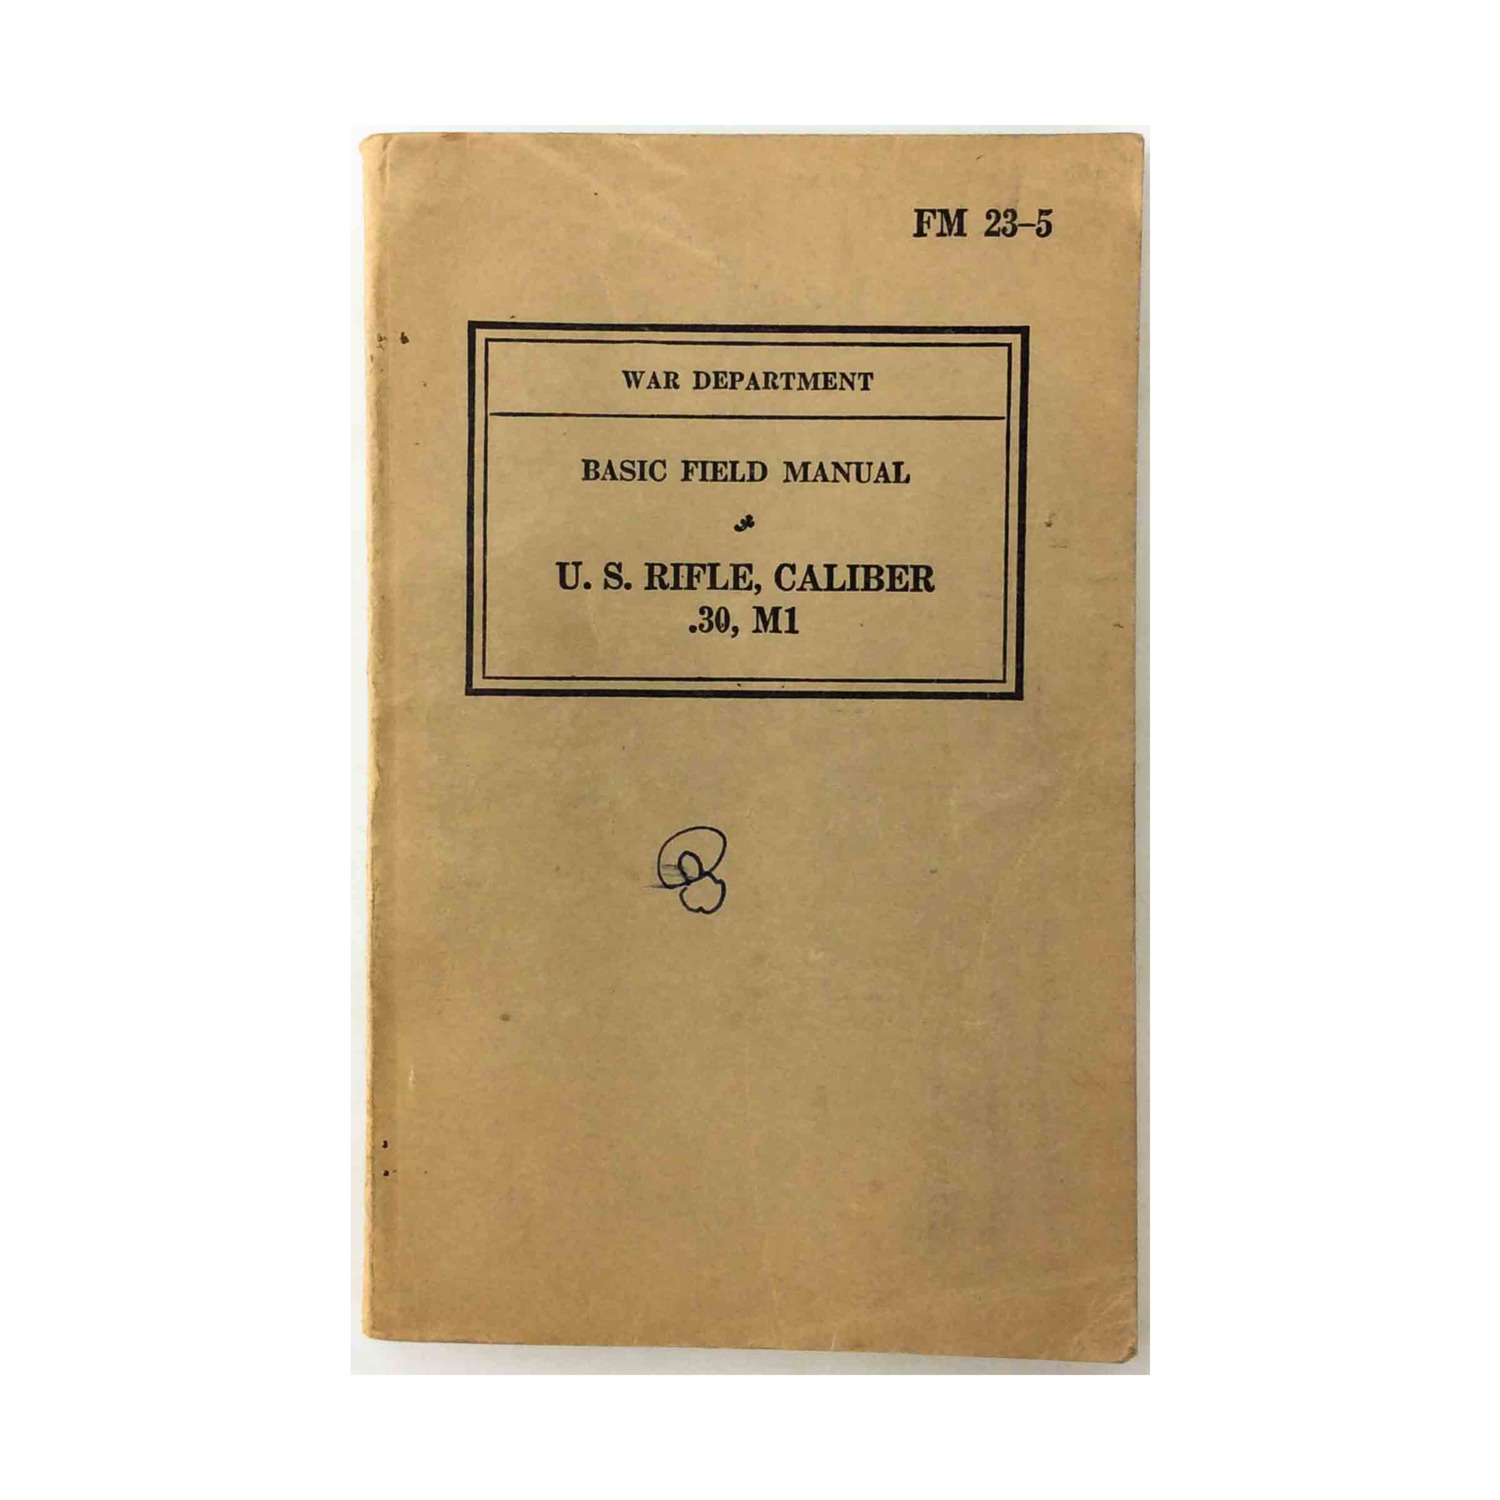 FM 23–5
WAR DEPARTMENT
BASIC FIELD MANUAL
U. S. RIFLE, CALIBER
.30, M1